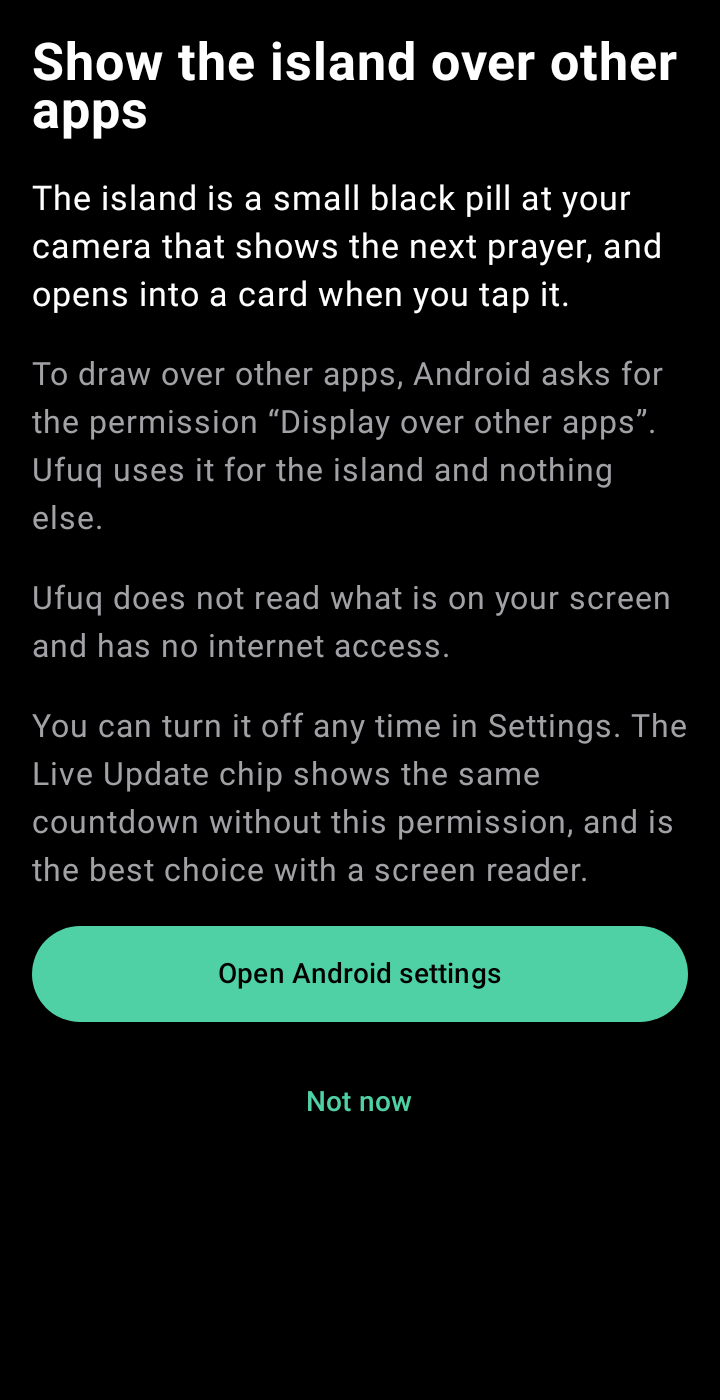 Show the island over other
apps
The island is a small black pill at your
camera that shows the next prayer, and
opens into a card when you tap it.
To draw over other apps, Android asks for
the permission “Display over other apps”.
Ufuq uses it for the island and nothing
else.
Ufuq does not read what is on your screen
and has no internet access.
You can turn it off any time in Settings. The
Live Update chip shows the same
countdown without this permission, and is
the best choice with a screen reader.
Open Android settings
Not now